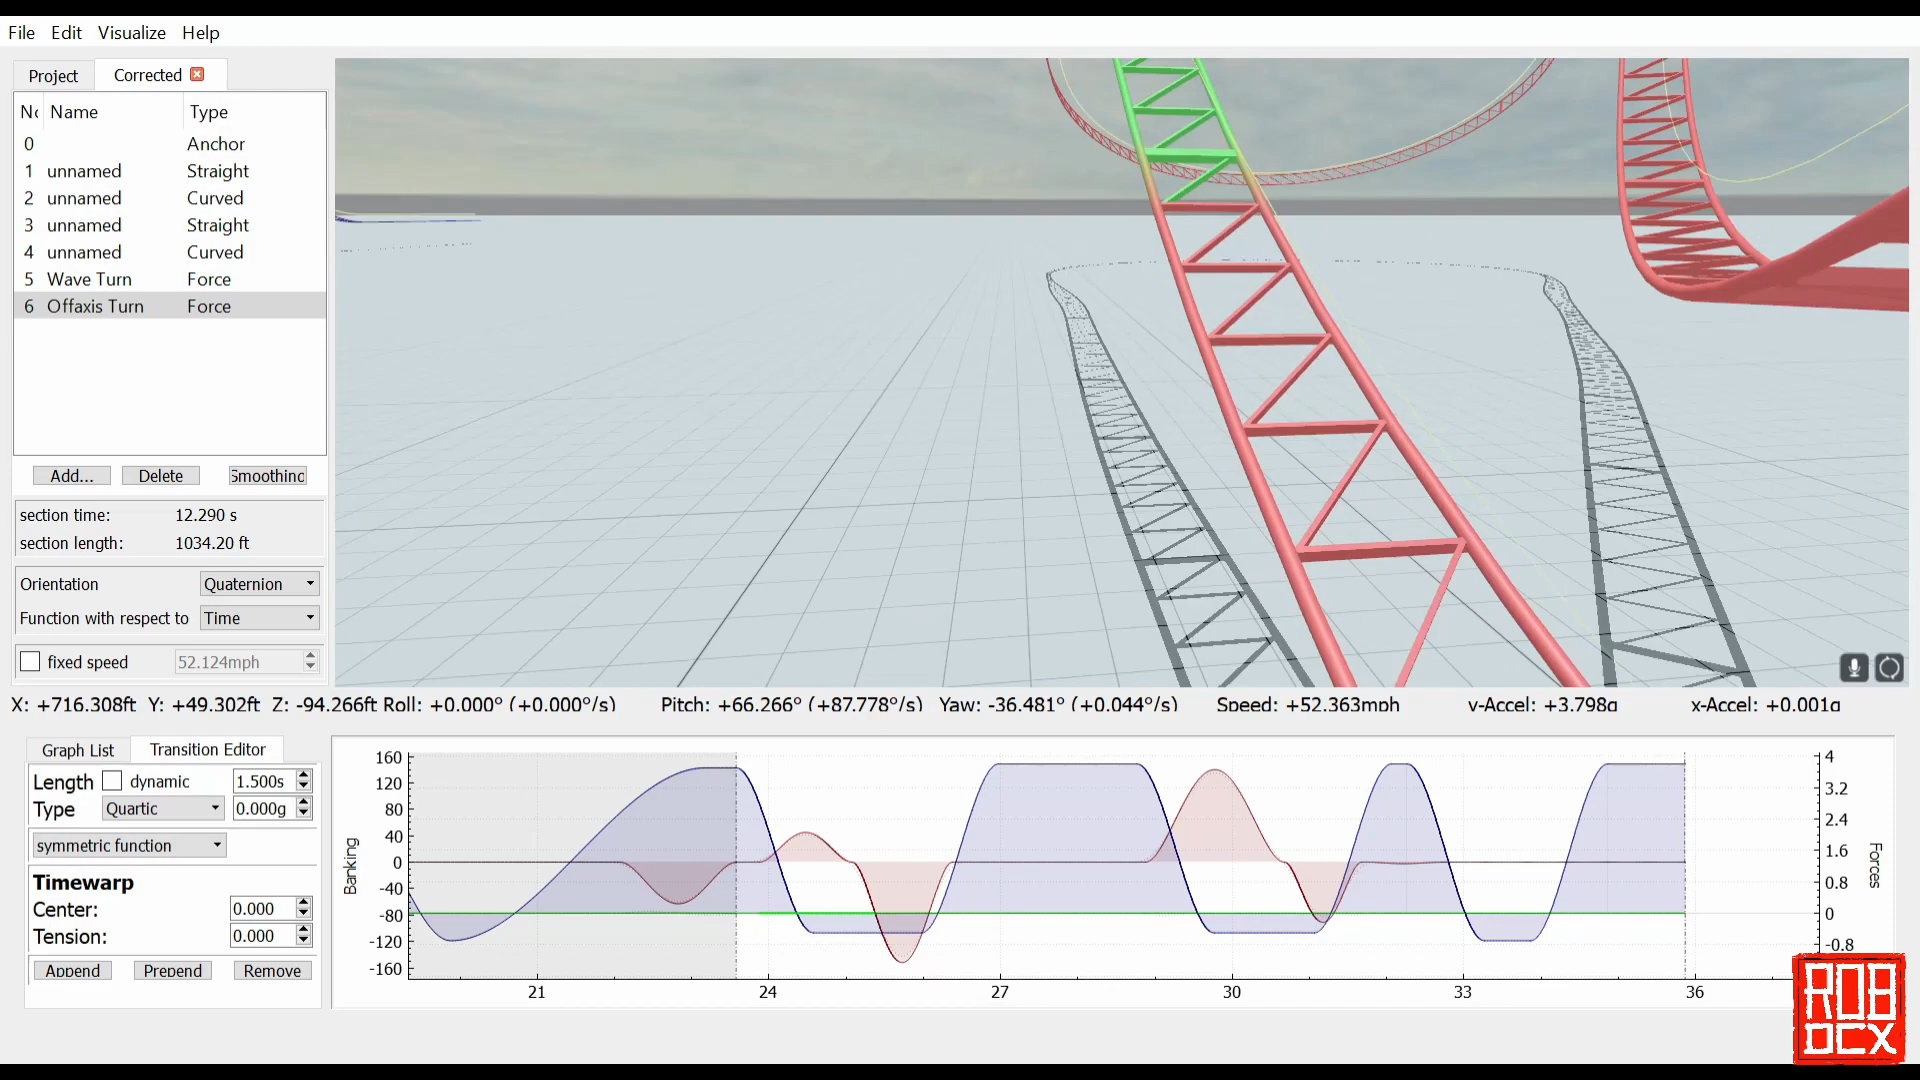 File Edit Visualize Help
Project Corrected
Name Type
0 Anchor
1 unnamed Straight
2 unnamed Curved
3 unnamed Straight
4 unnamed Curved
5 Wave Turn Force
6 Offaxis Turn Force
Add... Delete Smoothing
section time: 12.290 s
section length: 1034.20 ft
Orientation Quaternion
Function with respect to Time
fixed speed 52.124mph
X: +716.308ft Y: +49.302ft Z: -94.266ft Roll: +0.000° (+0.000°/s) Pitch: +66.266° (+87.778°/s) Yaw: -36.481° (+0.044°/s) Speed: +52.363mph y-Accel: +3.798g x-Accel: +0.001g
Graph List Transition Editor
Length dynamic 1.500s
Type Quartic 0.000g
symmetric function
Timewarp
Center: 0.000
Tension: 0.000
Append Prepend Remove
Banking
160
120
80
40
0
-40
-80
-120
-160
21 24 27 30 33 36
4
3.2
2.4
1.6
0.8
0
-0.8
Forces
ROB
DCX